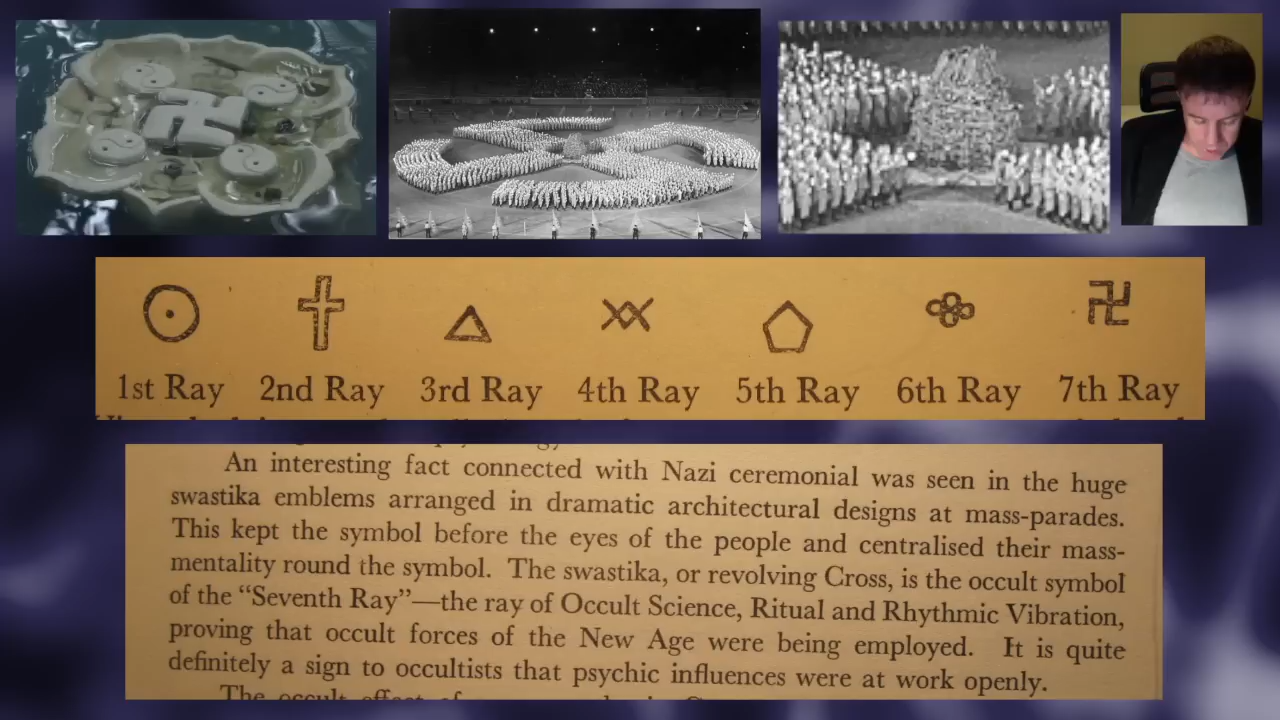 1st Ray 2nd Ray 3rd Ray 4th Ray 5th Ray 6th Ray 7th Ray
An interesting fact connected with Nazi ceremonial was seen in the huge
swastika emblems arranged in dramatic architectural designs at mass-parades.
This kept the symbol before the eyes of the people and centralised their mass-
mentality round the symbol. The swastika, or revolving Cross, is the occult symbol
of the “Seventh Ray”—the ray of Occult Science, Ritual and Rhythmic Vibration,
proving that occult forces of the New Age were being employed. It is quite
definitely a sign to occultists that psychic influences were at work openly.
The occult effect of